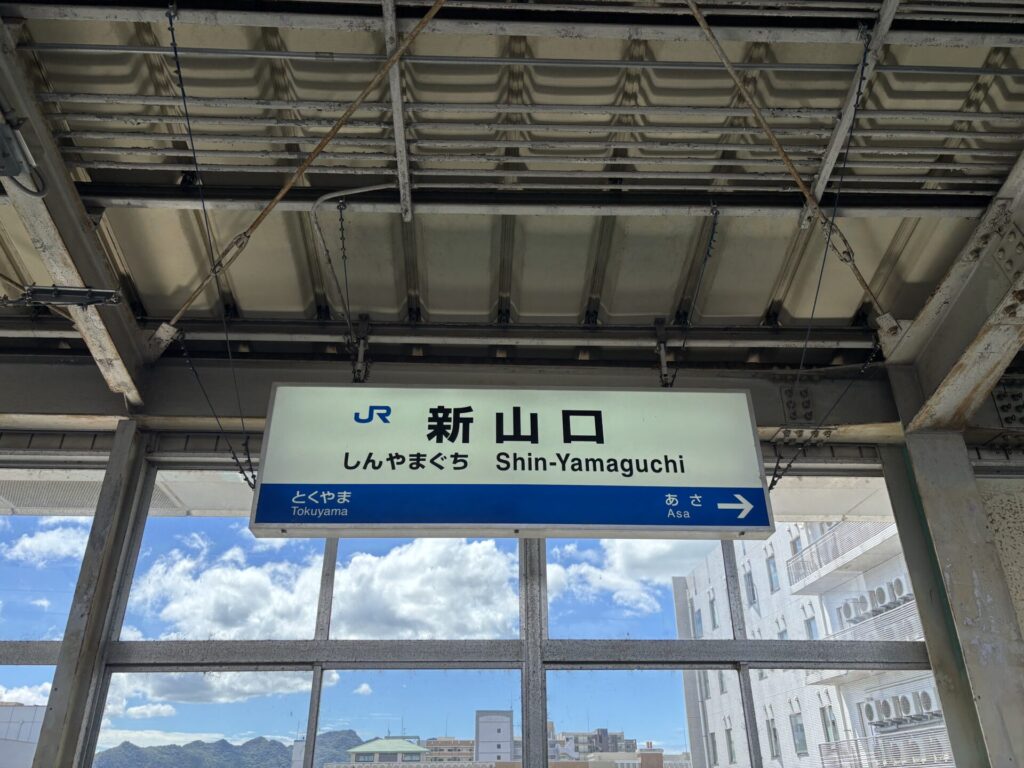 JR 新山口
しんやまぐち Shin-Yamaguchi
とくやま あさ
Tokuyama Asa →